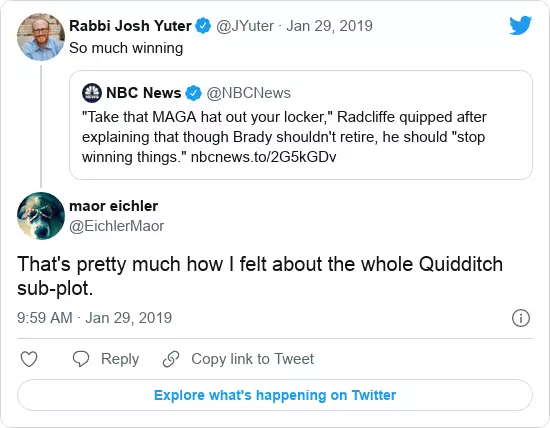 Rabbi Josh Yuter @JYuter · Jan 29, 2019
So much winning
NBC News @NBCNews
"Take that MAGA hat out your locker," Radcliffe quipped after
explaining that though Brady shouldn't retire, he should "stop
winning things." nbcnews.to/2G5kGDv
maor eichler
@EichlerMaor
That's pretty much how I felt about the whole Quidditch
sub-plot.
9:59 AM · Jan 29, 2019
Reply Copy link to Tweet
Explore what's happening on Twitter